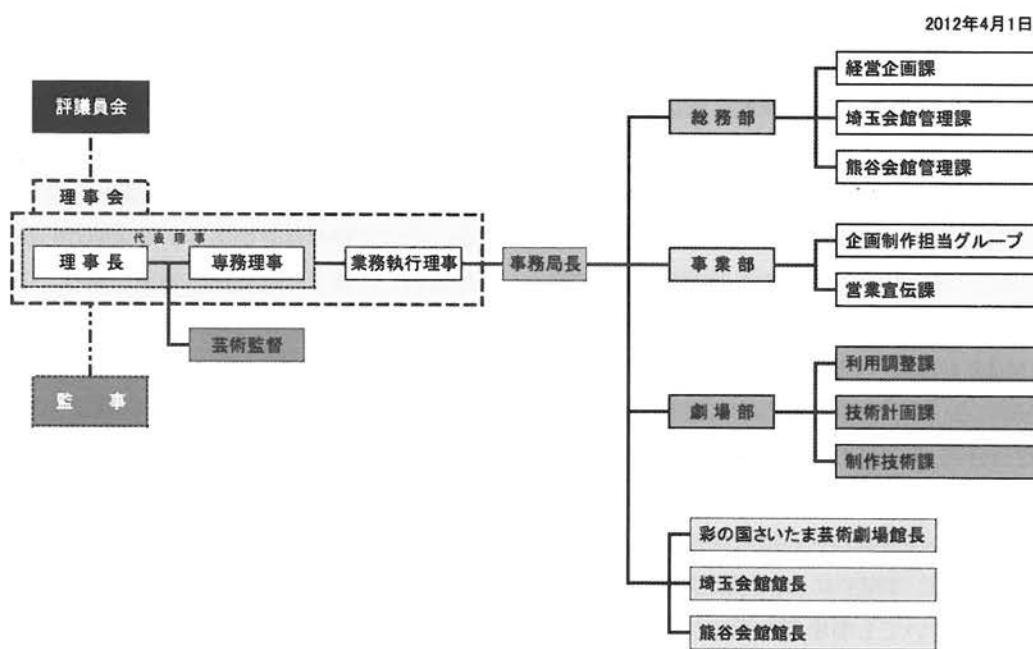 2012年4月1日
評議員会
理事会
代表理事
理事長
専務理事
業務執行理事
芸術監督
監 事
事務局長
総務部
経営企画課
埼玉会館管理課
熊谷会館管理課
事業部
企画制作担当グループ
営業宣伝課
劇場部
利用調整課
技術計画課
制作技術課
彩の国さいたま芸術劇場館長
埼玉会館館長
熊谷会館館長